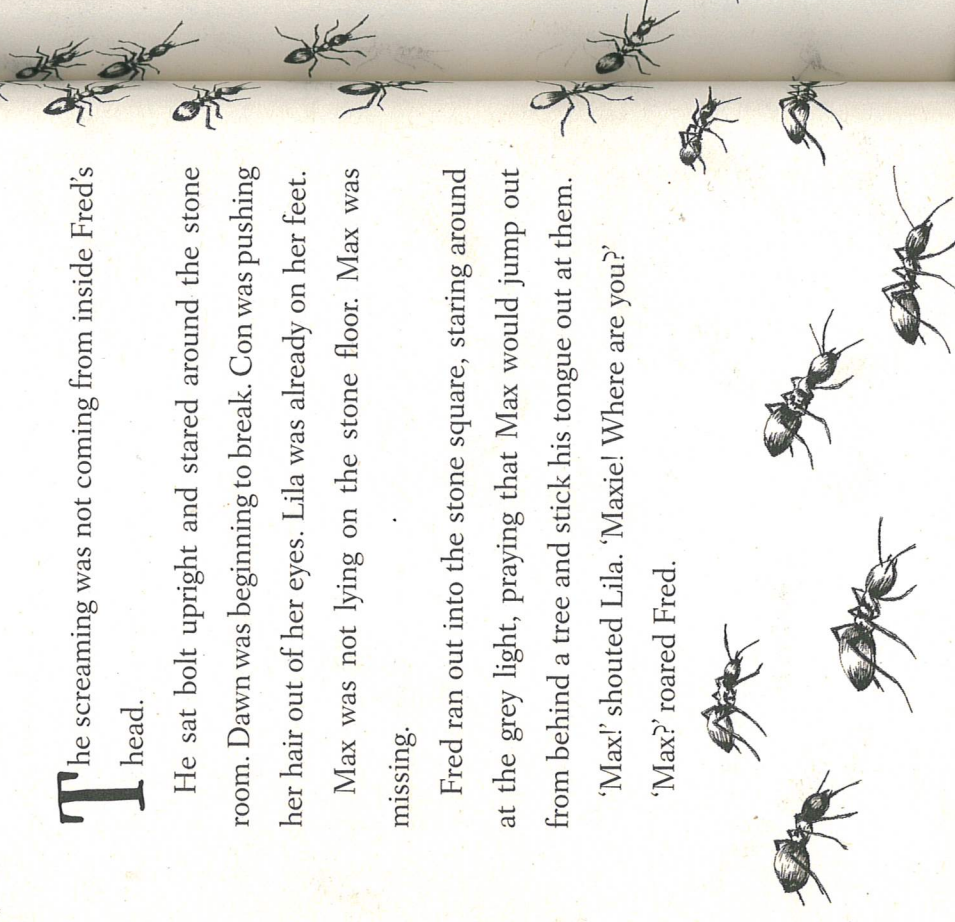 The screaming was not coming from inside Fred's
head.
He sat bolt upright and stared around the stone
room. Dawn was beginning to break. Con was pushing
her hair out of her eyes. Lila was already on her feet.
Max was not lying on the stone floor. Max was
missing.
Fred ran out into the stone square, staring around
at the grey light, praying that Max would jump out
from behind a tree and stick his tongue out at them.
‘Max!’ shouted Lila. ‘Maxie! Where are you?’
‘Max?’ roared Fred.